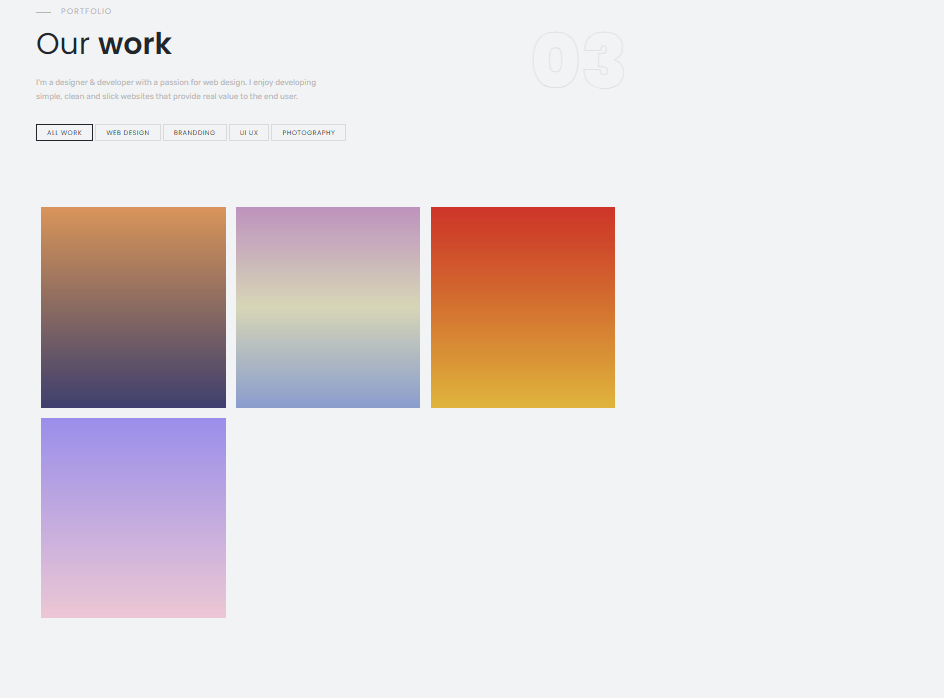 PORTFOLIO
Our work
03
I'm a designer & developer with a passion for web design. I enjoy developing
simple, clean and slick websites that provide real value to the end user.
ALL WORK
WEB DESIGN
BRANDDING
UI UX
PHOTOGRAPHY